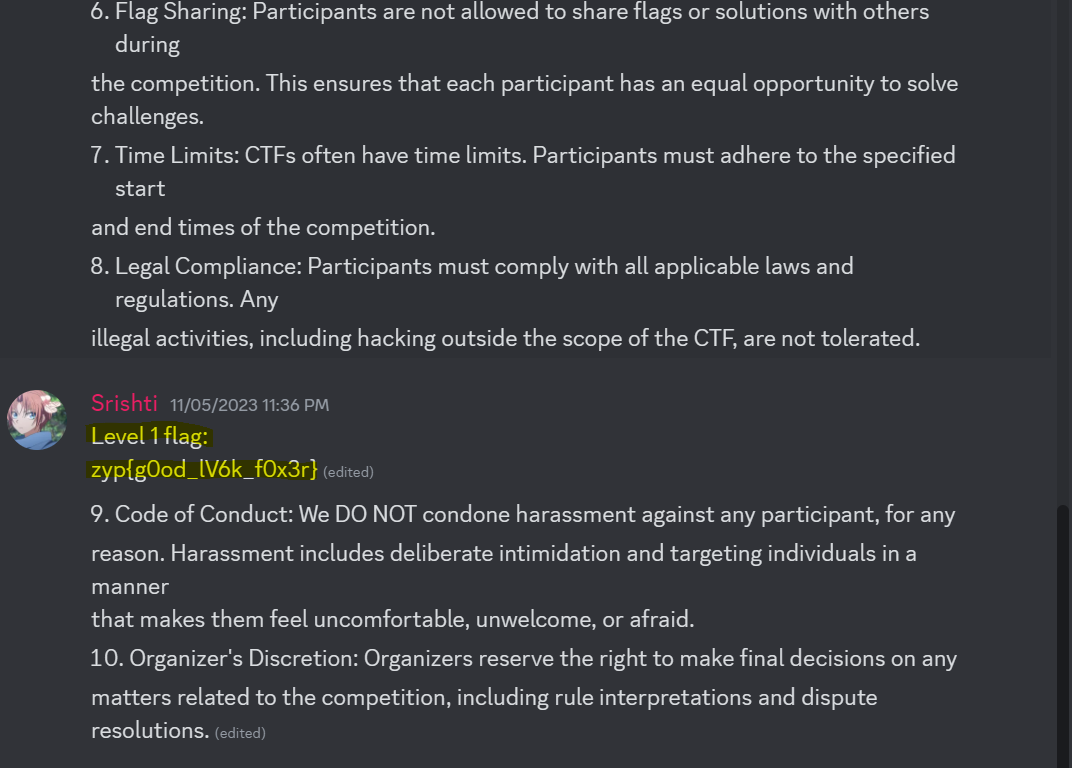 6. Flag Sharing: Participants are not allowed to share flags or solutions with others
during
the competition. This ensures that each participant has an equal opportunity to solve
challenges.
7. Time Limits: CTFs often have time limits. Participants must adhere to the specified
start
and end times of the competition.
8. Legal Compliance: Participants must comply with all applicable laws and
regulations. Any
illegal activities, including hacking outside the scope of the CTF, are not tolerated.
Srishti 11/05/2023 11:36 PM
Level 1 flag:
zyp{g0od_lV6k_f0x3r} (edited)
9. Code of Conduct: We DO NOT condone harassment against any participant, for any
reason. Harassment includes deliberate intimidation and targeting individuals in a
manner
that makes them feel uncomfortable, unwelcome, or afraid.
10. Organizer's Discretion: Organizers reserve the right to make final decisions on any
matters related to the competition, including rule interpretations and dispute
resolutions. (edited)